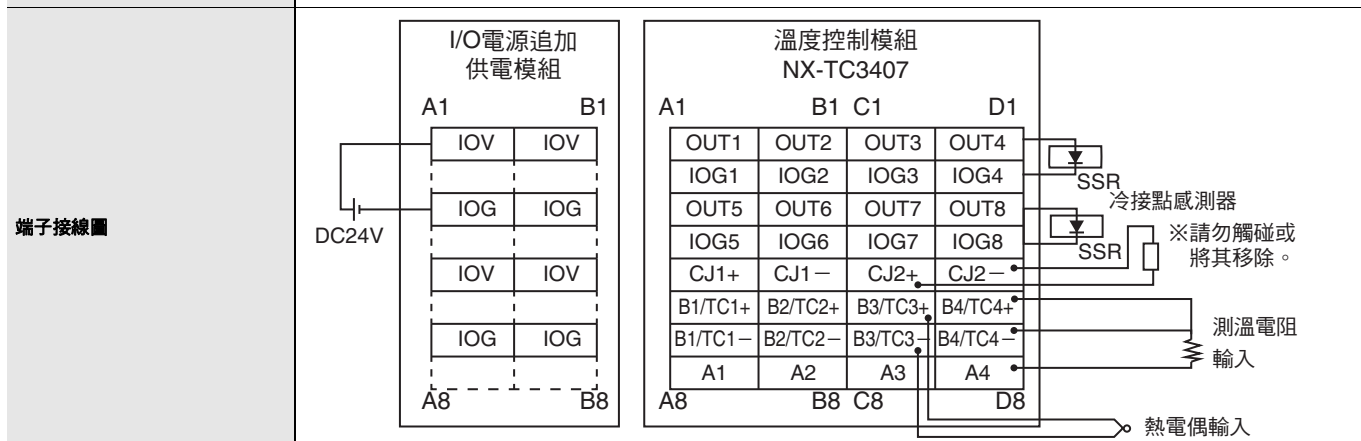 端子接線圖
I/O電源追加
供電模組
A1 B1
IOV IOV
IOG IOG
IOV IOV
IOG IOG
A8 B8
DC24V
溫度控制模組
NX-TC3407
A1 B1 C1 D1
OUT1 OUT2 OUT3 OUT4
IOG1 IOG2 IOG3 IOG4
OUT5 OUT6 OUT7 OUT8
IOG5 IOG6 IOG7 IOG8
CJ1+ CJ1− CJ2+ CJ2−
B1/TC1+ B2/TC2+ B3/TC3+ B4/TC4+
B1/TC1− B2/TC2− B3/TC3− B4/TC4−
A1 A2 A3 A4
A8 B8 C8 D8
SSR
冷接點感測器
SSR
※請勿觸碰或
將其移除。
測溫電阻
輸入
熱電偶輸入